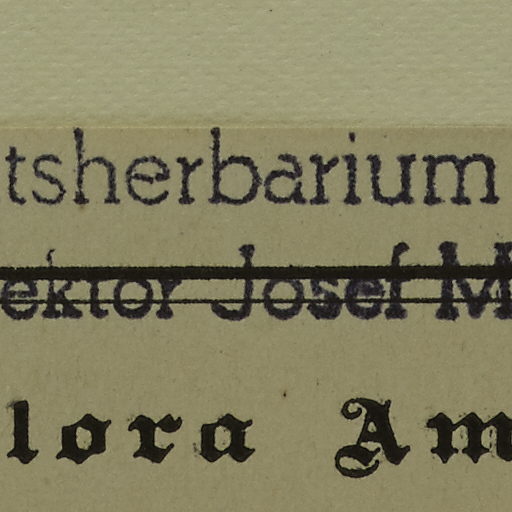 tsherbarium
ektor Josef M
lora Am